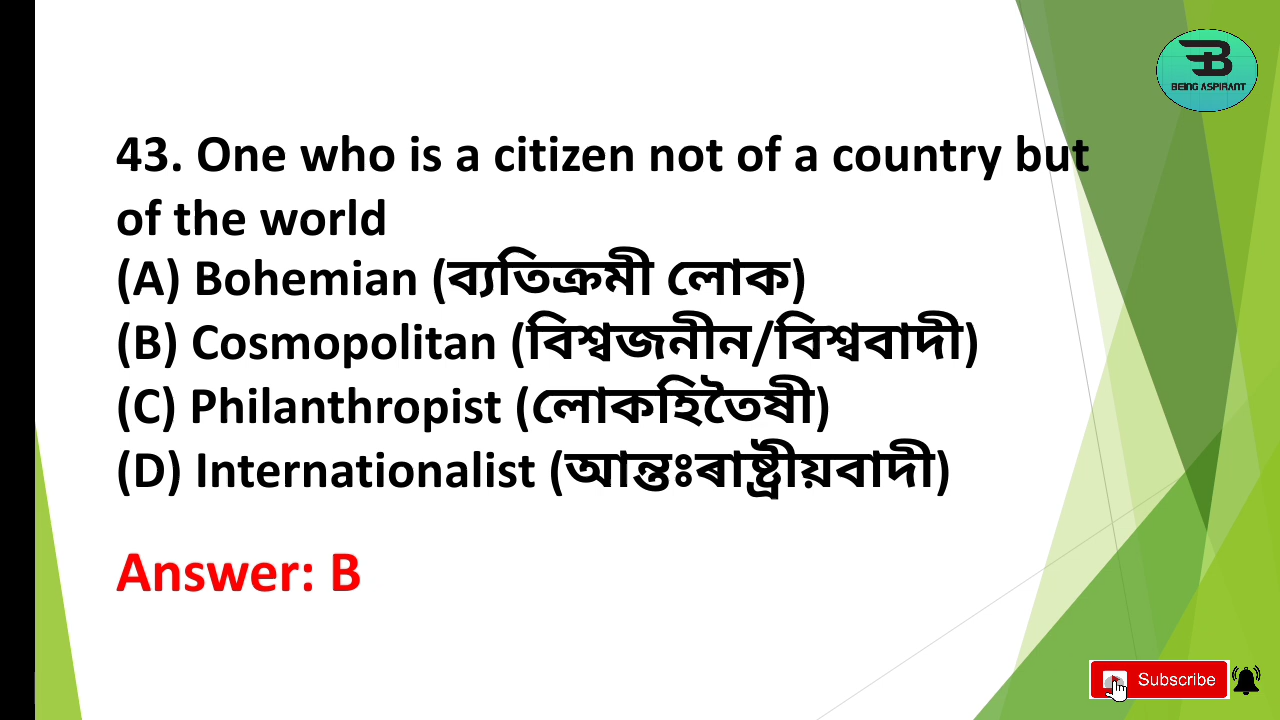 BEING ASPIRANT
43. One who is a citizen not of a country but
of the world
(A) Bohemian (ব্যতিক্ৰমী লোক)
(B) Cosmopolitan (বিশ্বজনীন/বিশ্ববাদী)
(C) Philanthropist (লোকহিতৈষী)
(D) Internationalist (আন্তঃৰাষ্ট্ৰীয়বাদী)
Answer: B
Subscribe